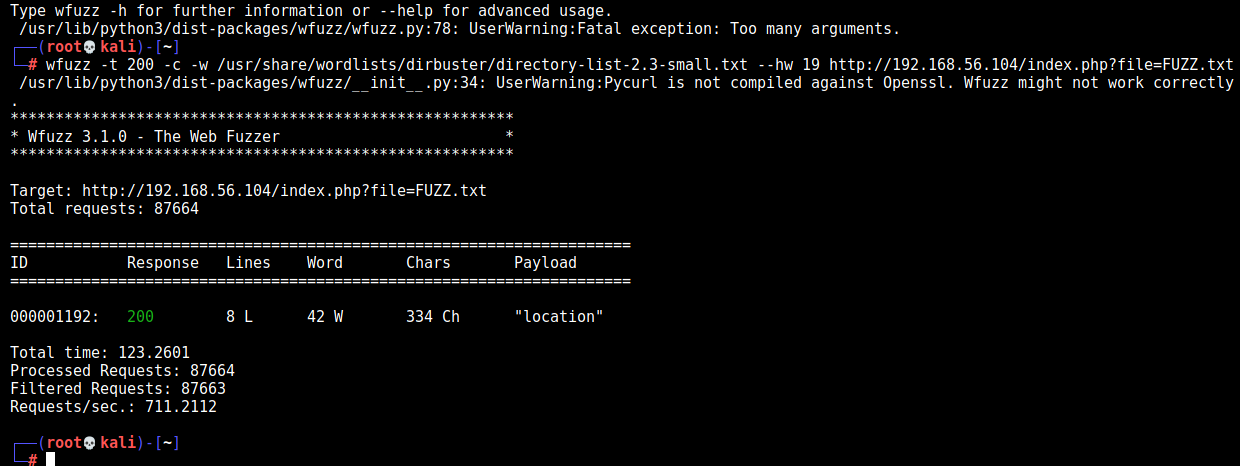 Type wfuzz -h for further information or --help for advanced usage.
 /usr/lib/python3/dist-packages/wfuzz/wfuzz.py:78: UserWarning:Fatal exception: Too many arguments.
┌──(root💀kali)-[~]
└─# wfuzz -t 200 -c -w /usr/share/wordlists/dirbuster/directory-list-2.3-small.txt --hw 19 http://192.168.56.104/index.php?file=FUZZ.txt
 /usr/lib/python3/dist-packages/wfuzz/__init__.py:34: UserWarning:Pycurl is not compiled against Openssl. Wfuzz might not work correctly
.
********************************************************
* Wfuzz 3.1.0 - The Web Fuzzer                         *
********************************************************
Target: http://192.168.56.104/index.php?file=FUZZ.txt
Total requests: 87664
=====================================================================
ID           Response   Lines    Word       Chars       Payload
=====================================================================
000001192:   200        8 L      42 W       334 Ch      "location"
Total time: 123.2601
Processed Requests: 87664
Filtered Requests: 87663
Requests/sec.: 711.2112
┌──(root💀kali)-[~]
└─#